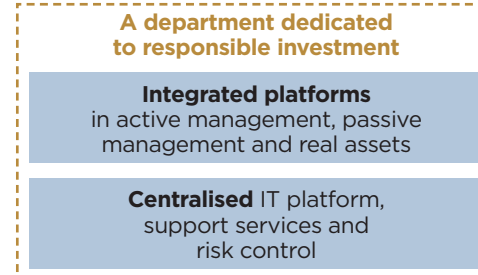 A department dedicated
to responsible investment
Integrated platforms
in active management, passive
management and real assets
Centralised IT platform,
support services and
risk control